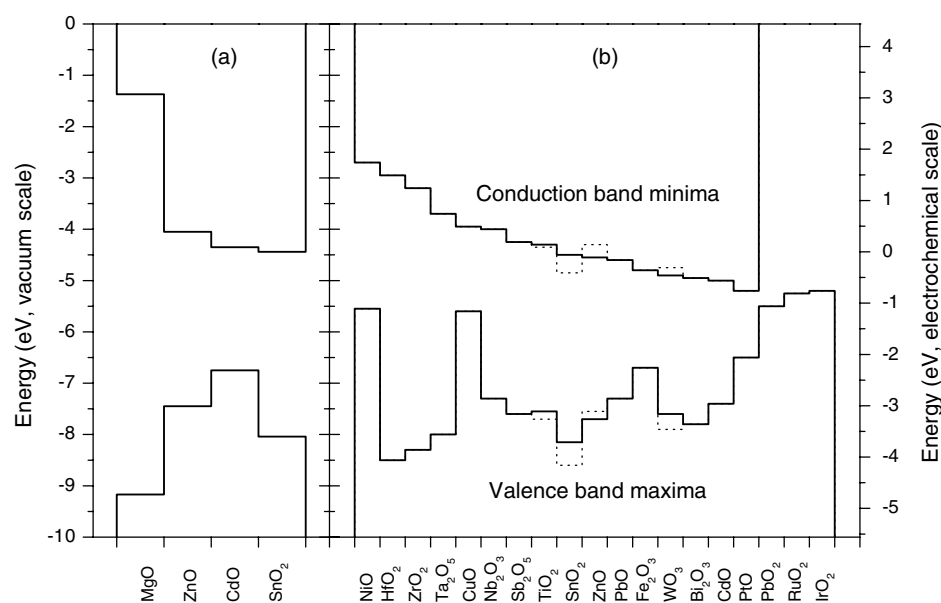 (a)
(b)
Energy (eV, vacuum scale)
0
-1
-2
-3
-4
-5
-6
-7
-8
-9
-10
Conduction band minima
Valence band maxima
4
3
2
1
0
-1
-2
-3
-4
-5
Energy (eV, electrochemical scale)
MgO
ZnO
CdO
SnO₂
NiO
HfO₂
ZrO₂
Ta₂O₅
CuO
Nb₂O₃
Sb₂O₅
TiO₂
SnO₂
ZnO
PbO
Fe₂O₃
WO₃
Bi₂O₃
CdO
PtO
PbO₂
RuO₂
IrO₂